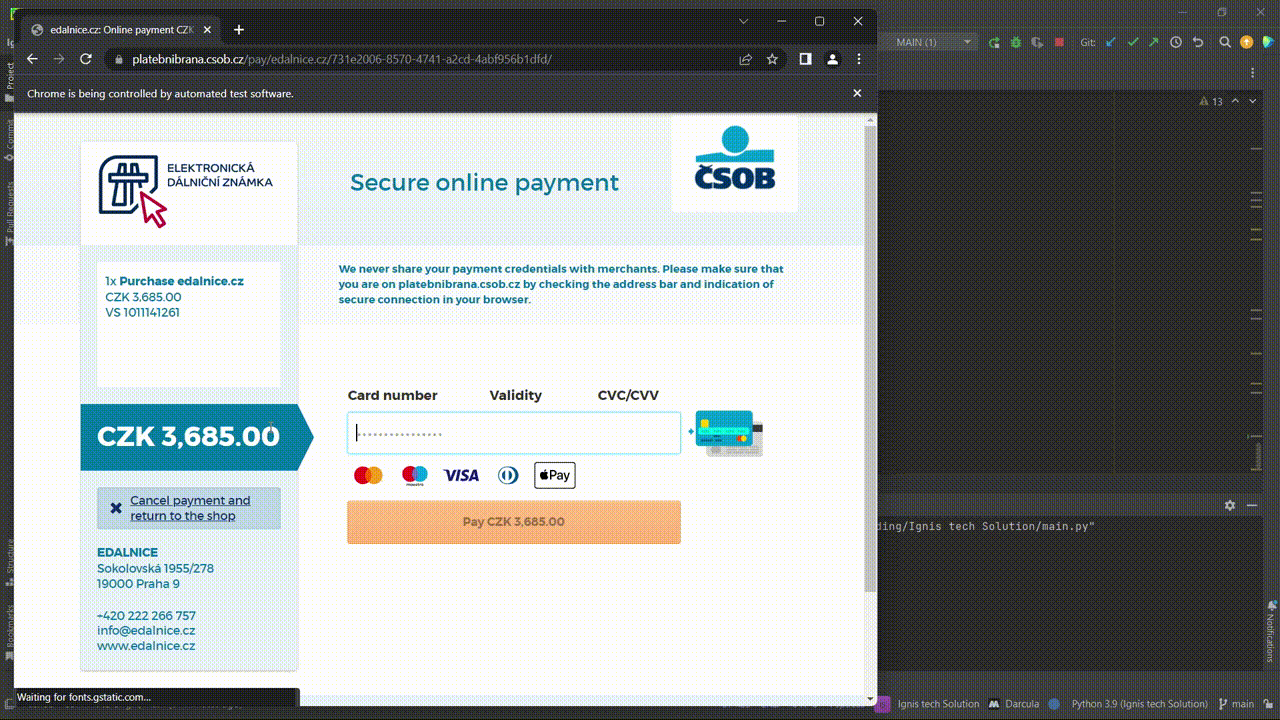 edalnice.cz: Online payment CZK
MAIN (1)
Git:
platebnibrana.csob.cz/pay/edalnice.cz/731e2006-8570-4741-a2cd-4abf956b1dfd/
Project
Chrome is being controlled by automated test software.
13
Commit
ELEKTRONICKÁ
DÁLNIČNÍ ZNÁMKA
Secure online payment
ČSOB
Pull Requests
1x Purchase edalnice.cz
CZK 3,685.00
VS 1011141261
We never share your payment credentials with merchants. Please make sure that
you are on platebnibrana.csob.cz by checking the address bar and indication of
secure connection in your browser.
Card number
Validity
CVC/CVV
CZK 3,685.00
maestro
VISA
Pay
Cancel payment and
return to the shop
Pay CZK 3,685.00
ding/Ignis tech Solution/main.py"
EDALNICE
Sokolovská 1955/278
19000 Praha 9
+420 222 266 757
info@edalnice.cz
www.edalnice.cz
Structure
Bookmarks
Notifications
Waiting for fonts.gstatic.com...
Ignis tech Solution
Darcula
Python 3.9 (Ignis tech Solution)
main